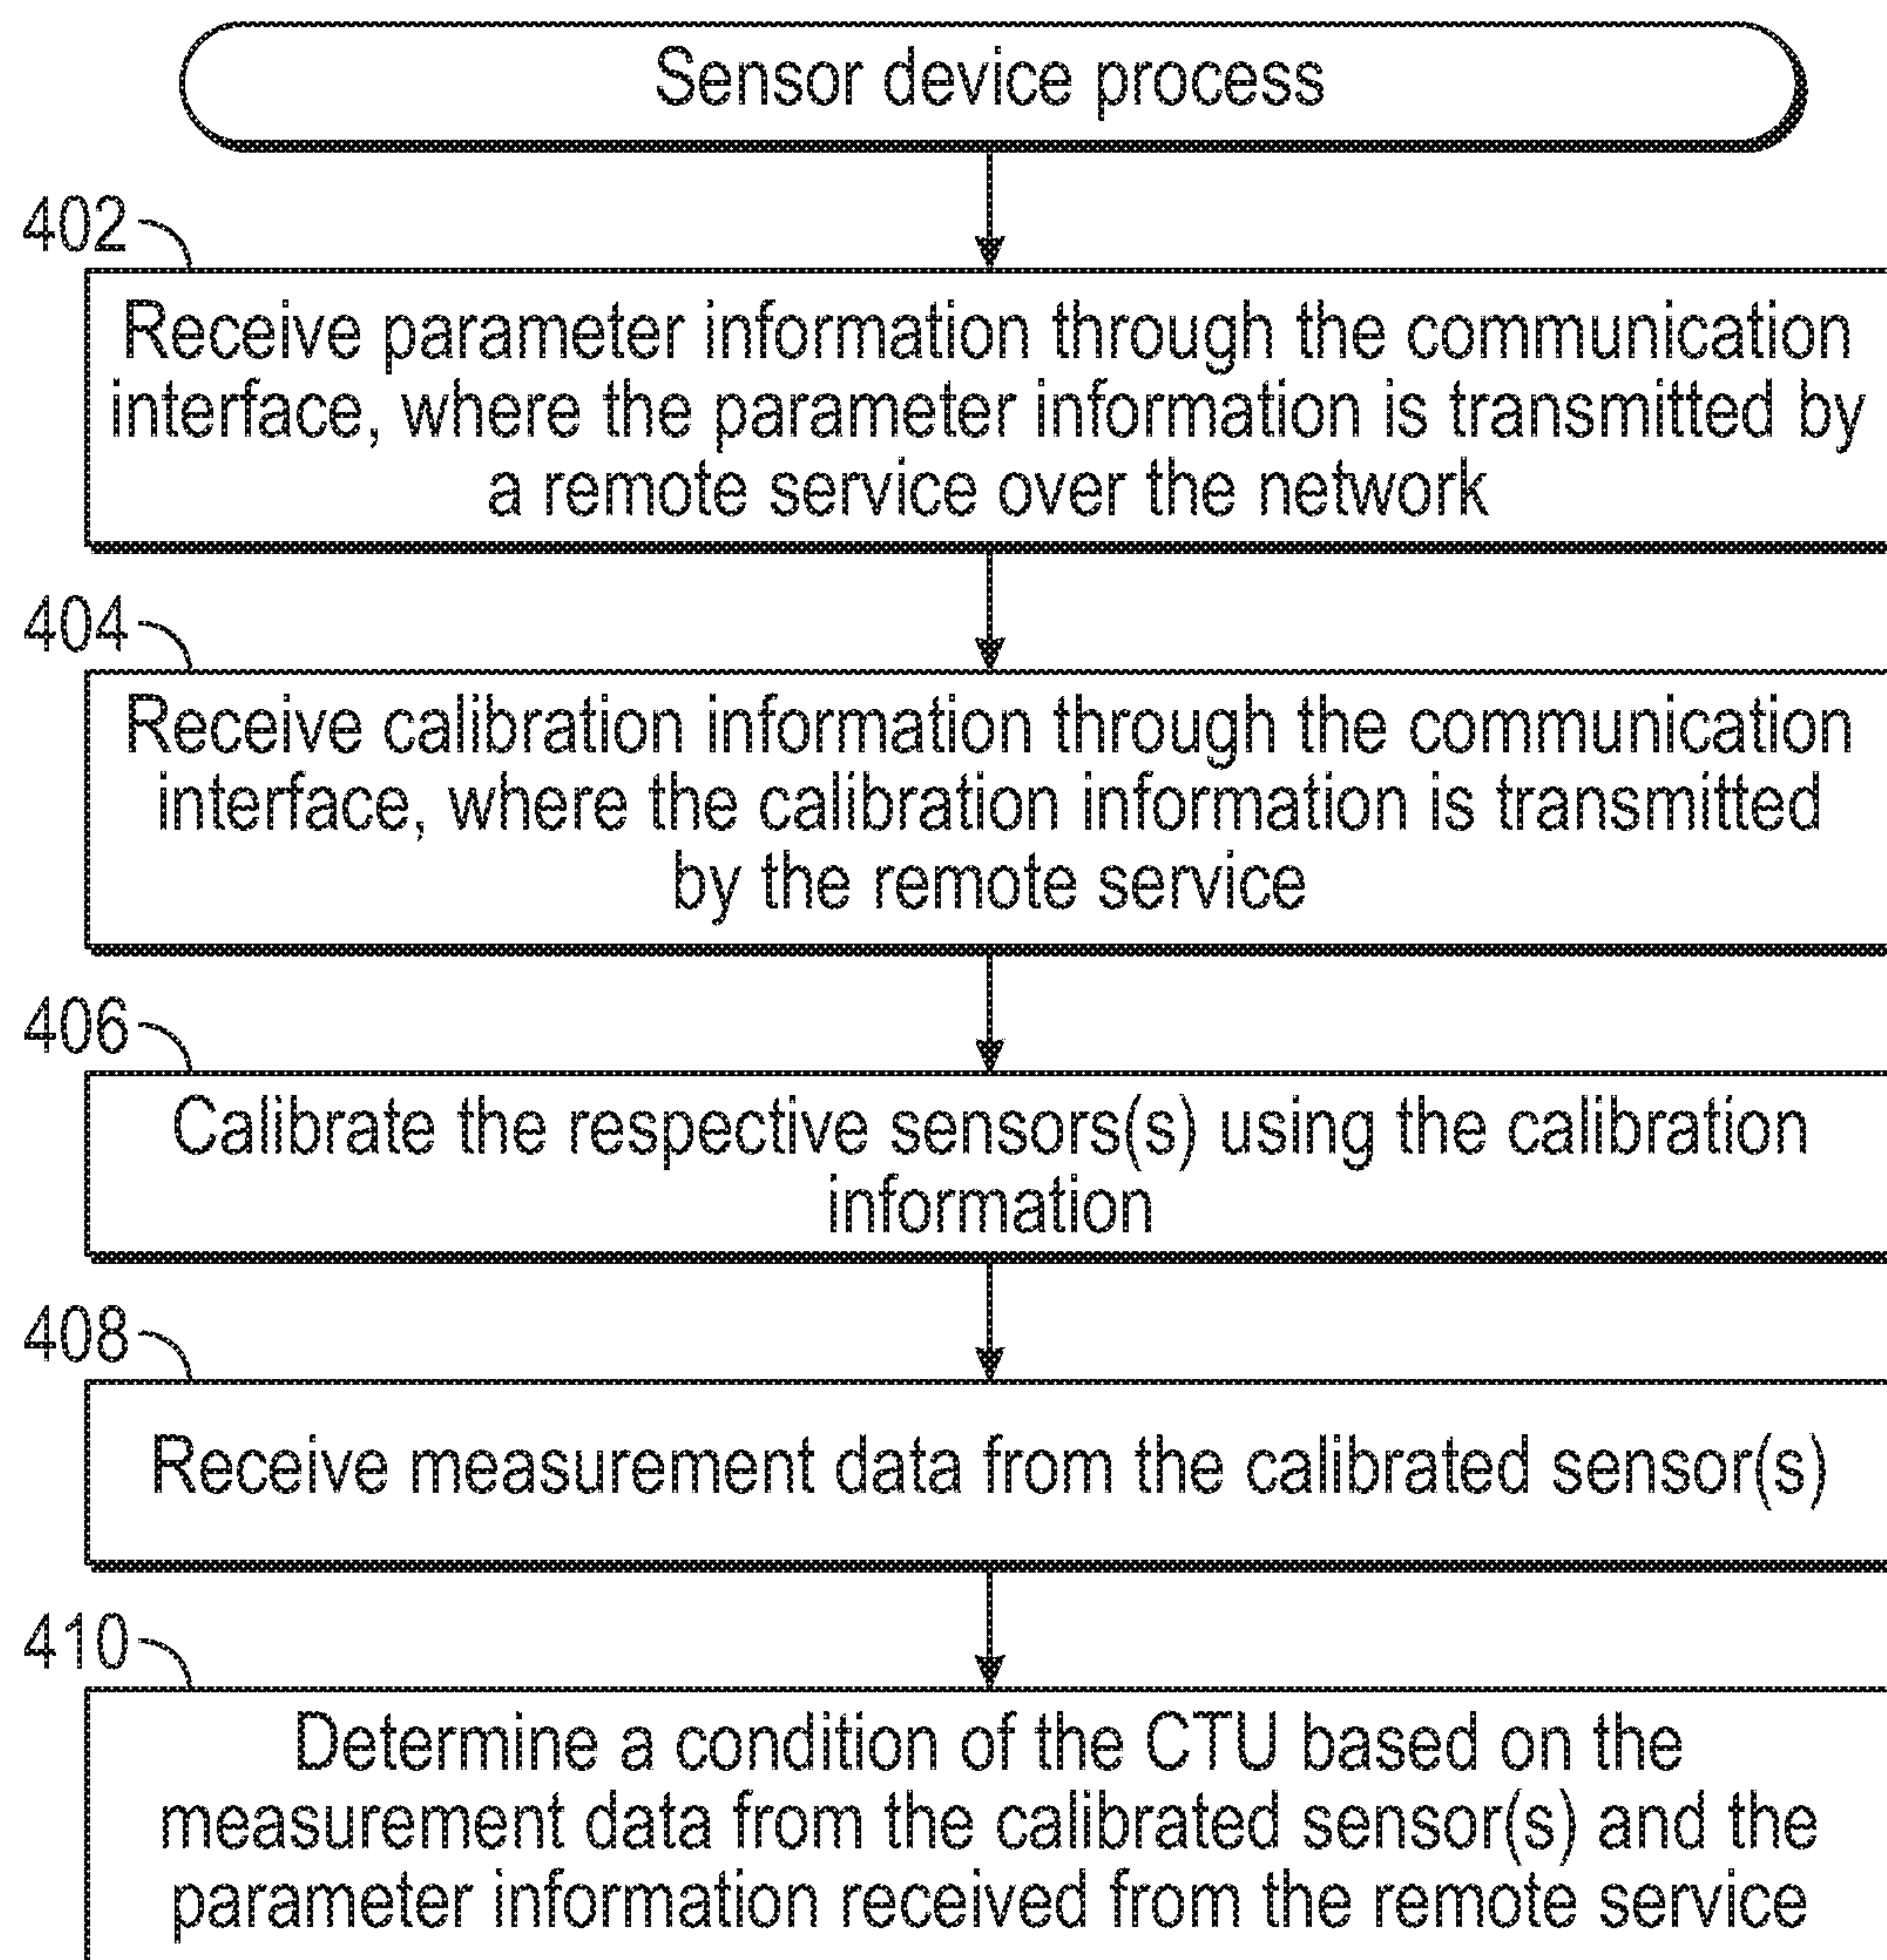 Sensor device process
402
Receive parameter information through the communication
interface, where the parameter information is transmitted by
a remote service over the network
404
Receive calibration information through the communication
interface, where the calibration information is transmitted
by the remote service
406
Calibrate the respective sensors(s) using the calibration
information
408
Receive measurement data from the calibrated sensor(s)
410
Determine a condition of the CTU based on the
measurement data from the calibrated sensor(s) and the
parameter information received from the remote service